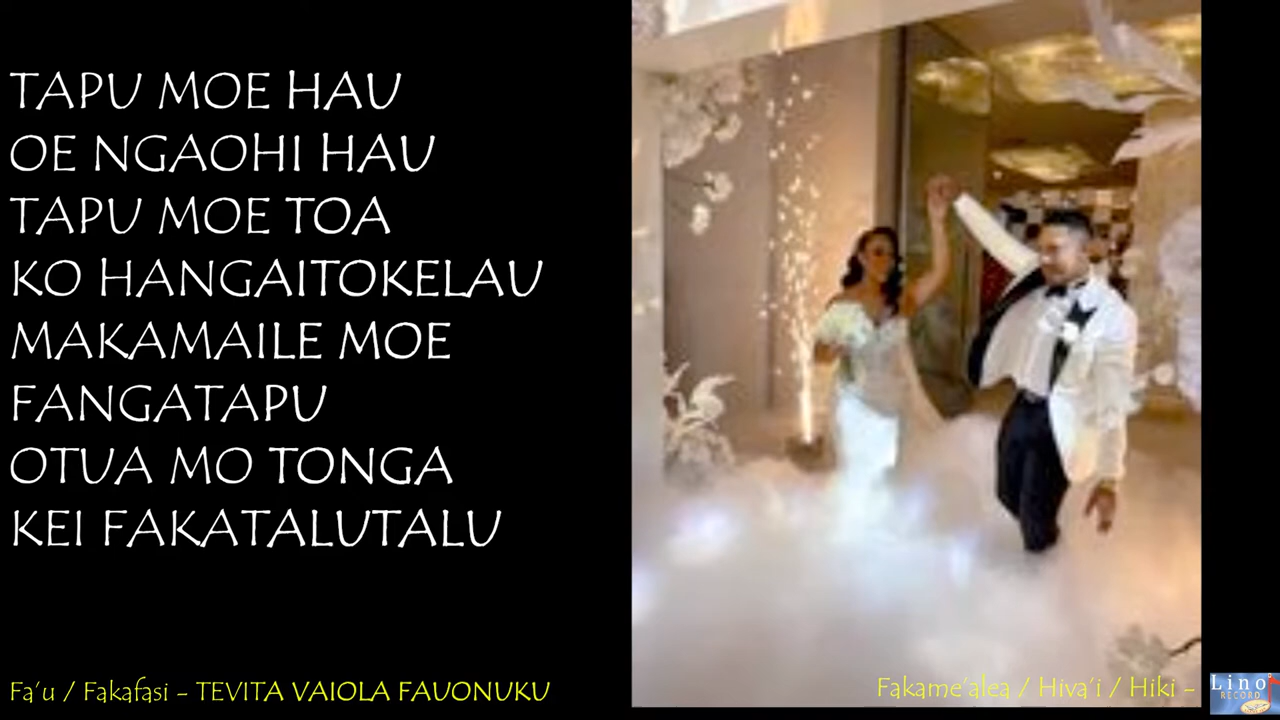 TAPU MOE HAU
OE NGAOHI HAU
TAPU MOE TOA
KO HANGAITOKELAU
MAKAMAILE MOE
FANGATAPU
OTUA MO TONGA
KEI FAKATALUTALU
Fa'u / Fakafasi - TEVITA VAIOLA FAUONUKU
Fakame'alea / Hiva'i / Hiki -
Lino
RECORD